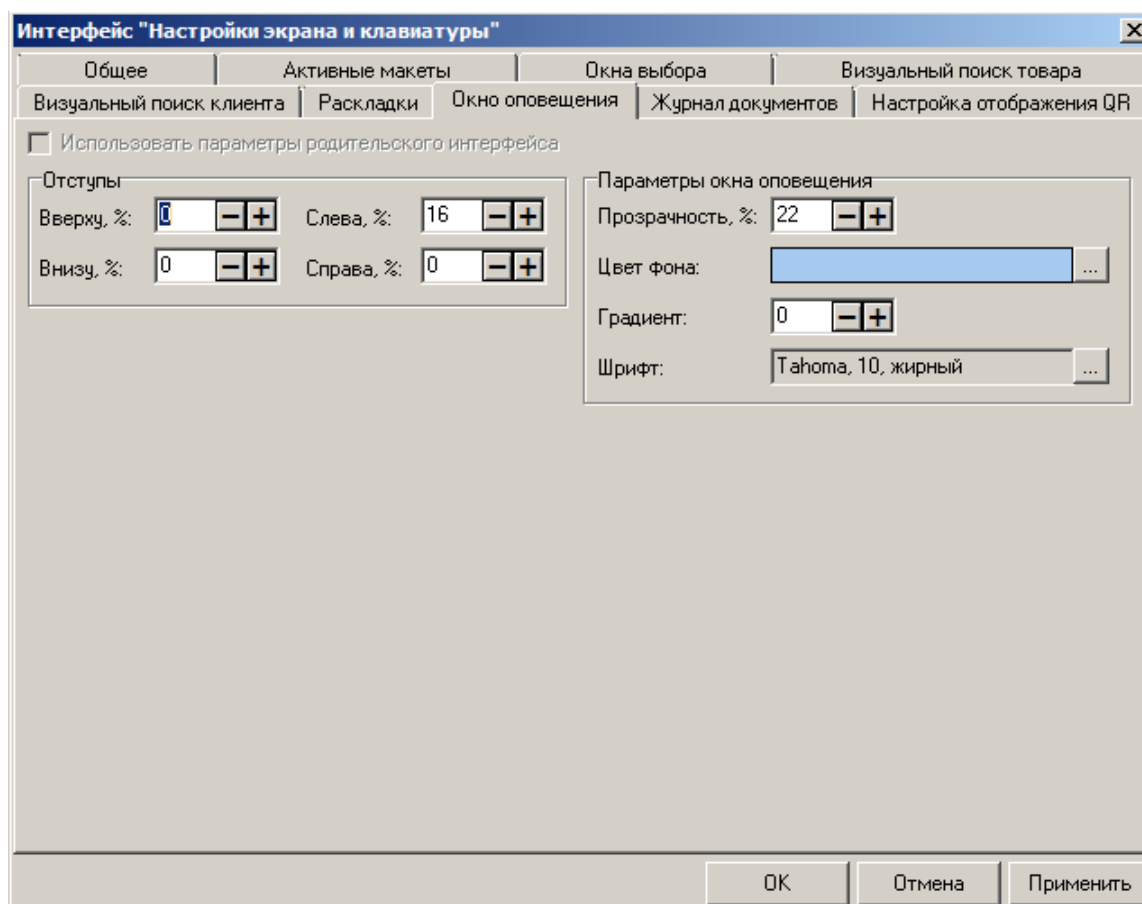 Интерфейс "Настройки экрана и клавиатуры"
Общее Активные макеты Окна выбора Визуальный поиск товара
Визуальный поиск клиента Раскладки Окно оповещения Журнал документов Настройка отображения QR
Использовать параметры родительского интерфейса
Отступы
Вверху, %: 0 Слева, %: 16
Внизу, %: 0 Справа, %: 0
Параметры окна оповещения
Прозрачность, %: 22
Цвет фона: ...
Градиент: 0
Шрифт: Tahoma, 10, жирный ...
OK Отмена Применить